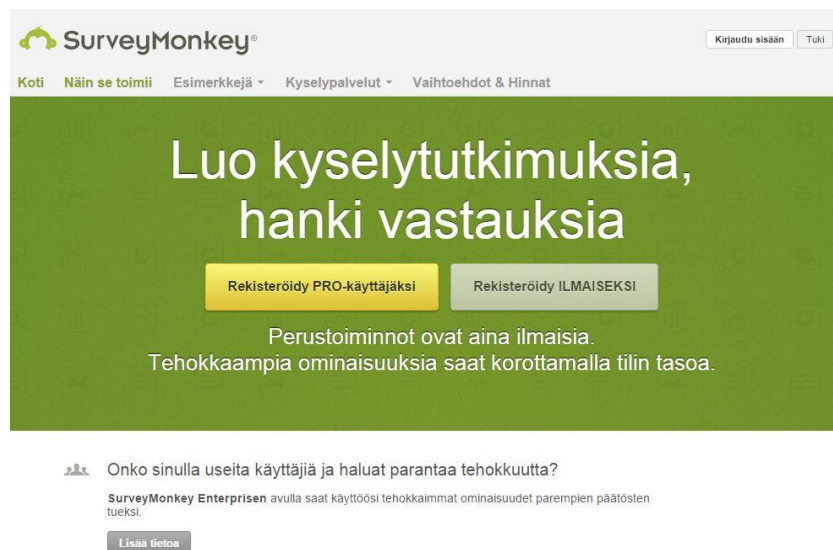 SurveyMonkey®
Kirjaudu sisään Tuki
Koti Näin se toimii Esimerkkejä Kyselypalvelut Vaihtoehdot & Hinnat
Luo kyselytutkimuksia,
hanki vastauksia
Rekisteröidy PRO-käyttäjäksi Rekisteröidy ILMAISEKSI
Perustoiminnot ovat aina ilmaisia.
Tehokkaampia ominaisuuksia saat korottamalla tilin tasoa.
Onko sinulla useita käyttäjiä ja haluat parantaa tehokkuutta?
SurveyMonkey Enterprisen avulla saat käyttöösi tehokkaimmat ominaisuudet parempien päätösten
tueksi.
Lisää tietoa